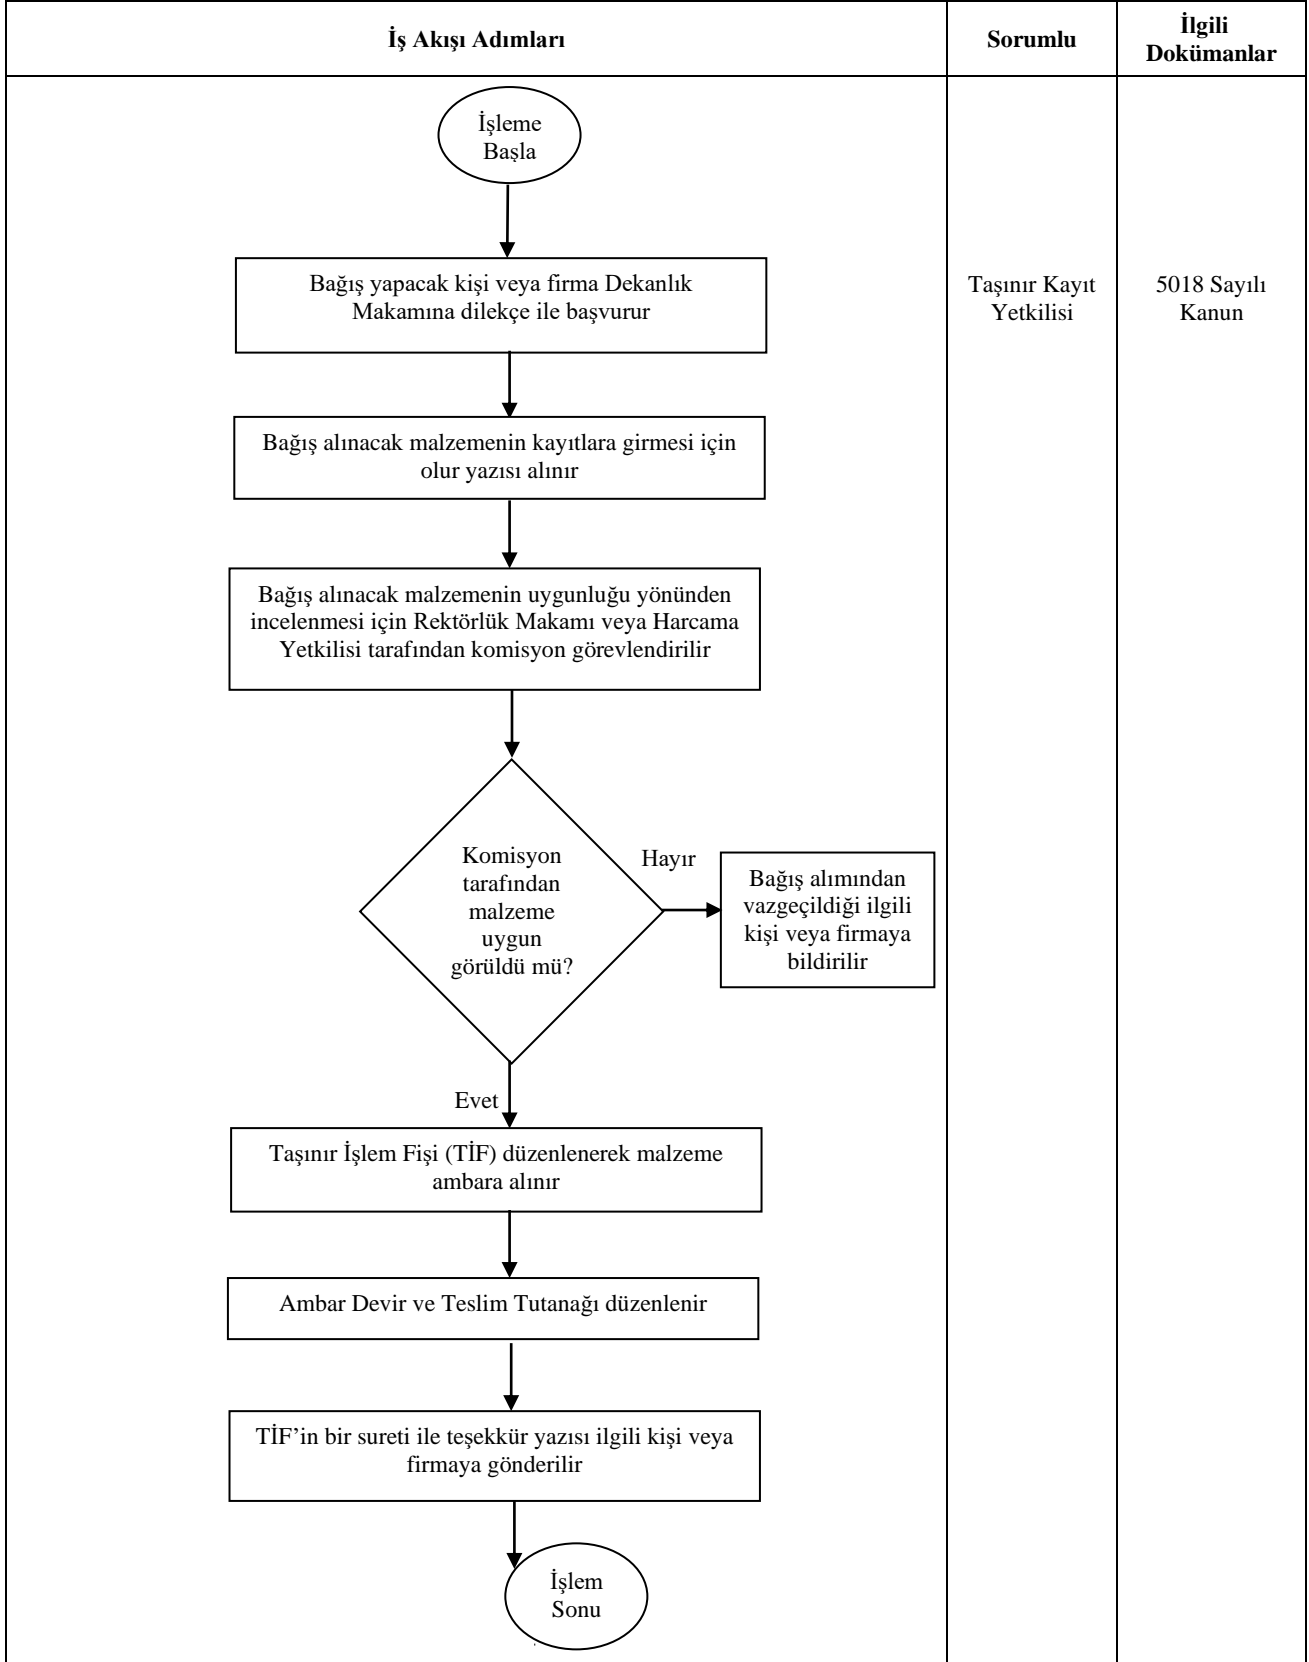 İş Akışı Adımları
Sorumlu
İlgili
Dokümanlar
İşleme
Başla
Bağış yapacak kişi veya firma Dekanlık
Makamına dilekçe ile başvurur
Taşınır Kayıt
Yetkilisi
5018 Sayılı
Kanun
Bağış alınacak malzemenin kayıtlara girmesi için
olur yazısı alınır
Bağış alınacak malzemenin uygunluğu yönünden
incelenmesi için Rektörlük Makamı veya Harcama
Yetkilisi tarafından komisyon görevlendirilir
Komisyon
tarafından
malzeme
uygun
görüldü mü?
Hayır
Bağış alımından
vazgeçildiği ilgili
kişi veya firmaya
bildirilir
Evet
Taşınır İşlem Fişi (TİF) düzenlenerek malzeme
ambara alınır
Ambar Devir ve Teslim Tutanağı düzenlenir
TİF’in bir sureti ile teşekkür yazısı ilgili kişi veya
firmaya gönderilir
İşlem
Sonu